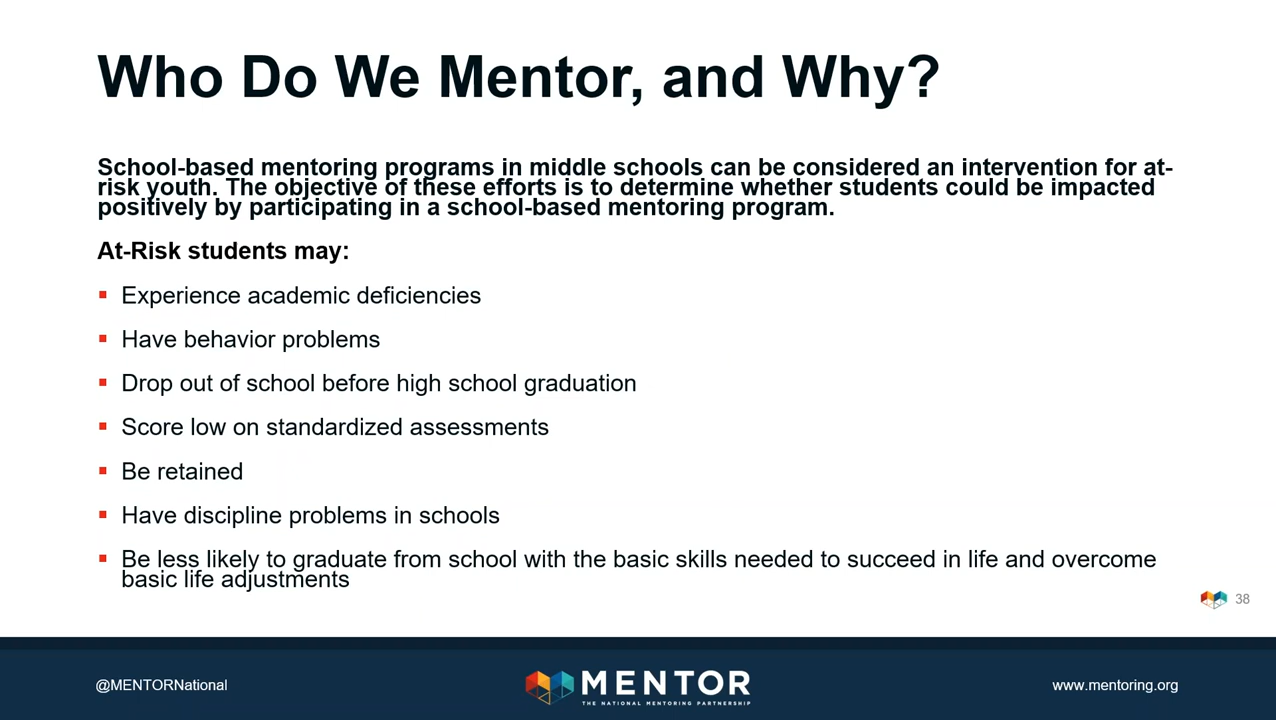 Who Do We Mentor, and Why?
School-based mentoring programs in middle schools can be considered an intervention for at-
risk youth. The objective of these efforts is to determine whether students could be impacted
positively by participating in a school-based mentoring program.
At-Risk students may:
Experience academic deficiencies
Have behavior problems
Drop out of school before high school graduation
Score low on standardized assessments
Be retained
Have discipline problems in schools
Be less likely to graduate from school with the basic skills needed to succeed in life and overcome
basic life adjustments
38
@MENTORNational
MENTOR
THE NATIONAL MENTORING PARTNERSHIP
www.mentoring.org